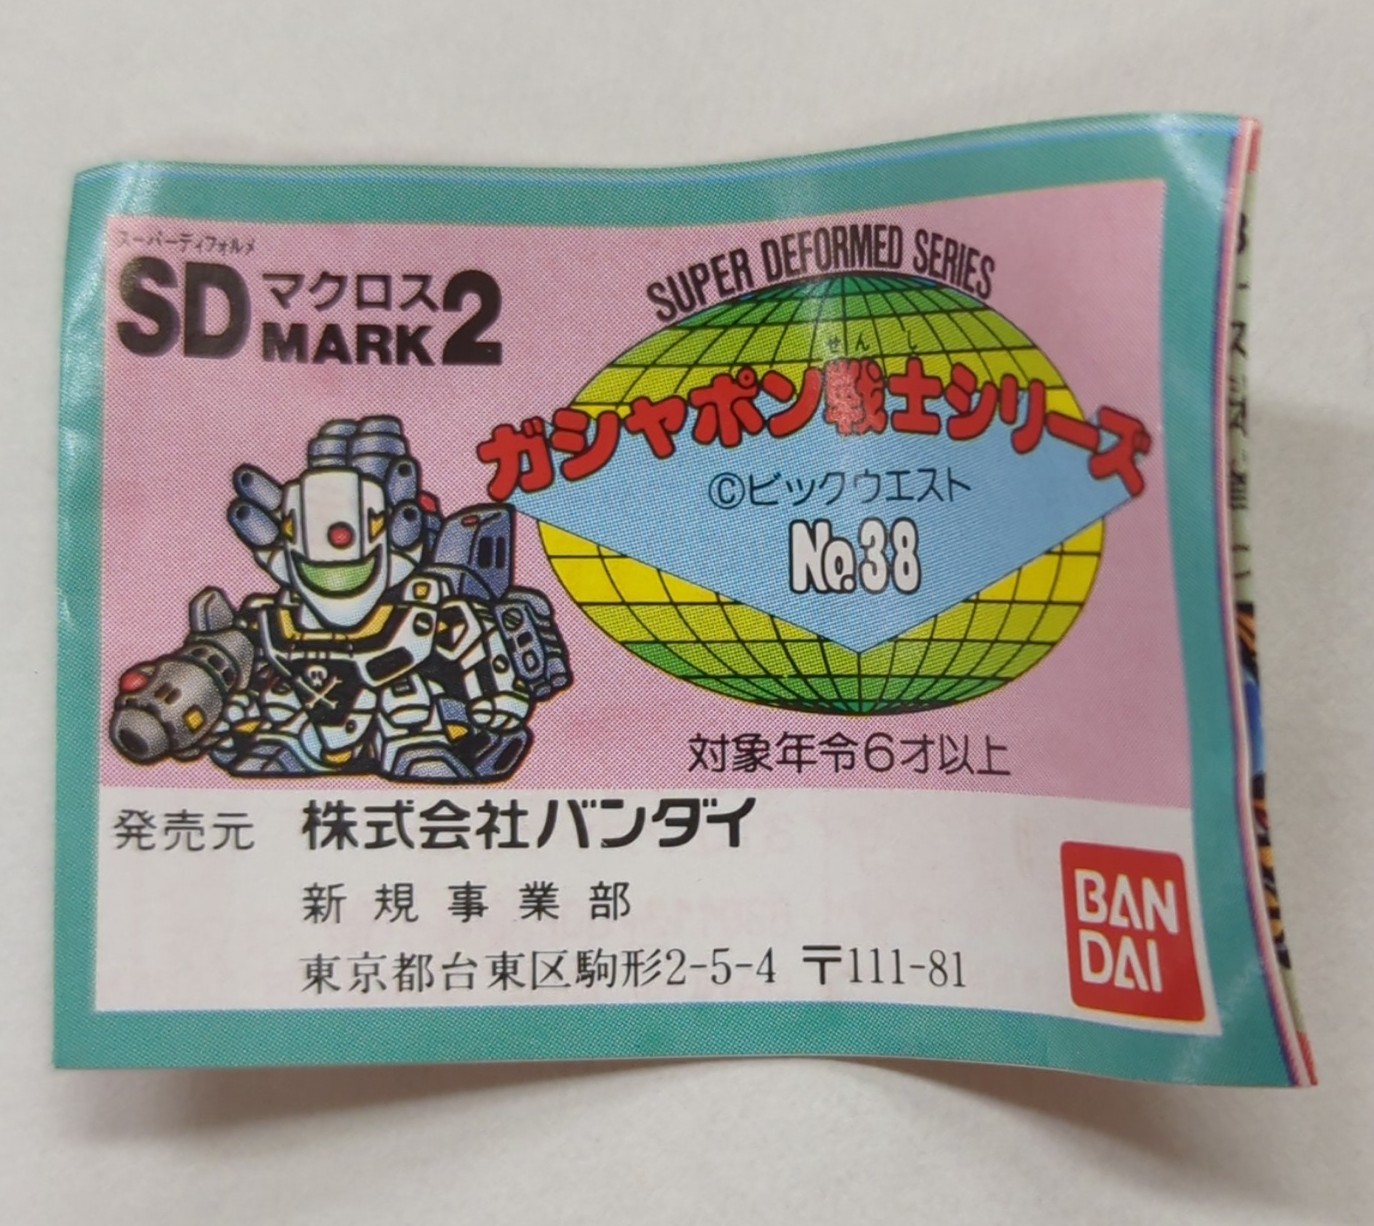 スーパーディフォルメ
SD マクロス MARK 2
SUPER DEFORMED SERIES
せんし
ガシャポン戦士シリーズ
©ビックウエスト
No.38
対象年令6才以上
発売元 株式会社バンダイ
新規事業部
東京都台東区駒形2-5-4 〒111-81
BAN
DAI